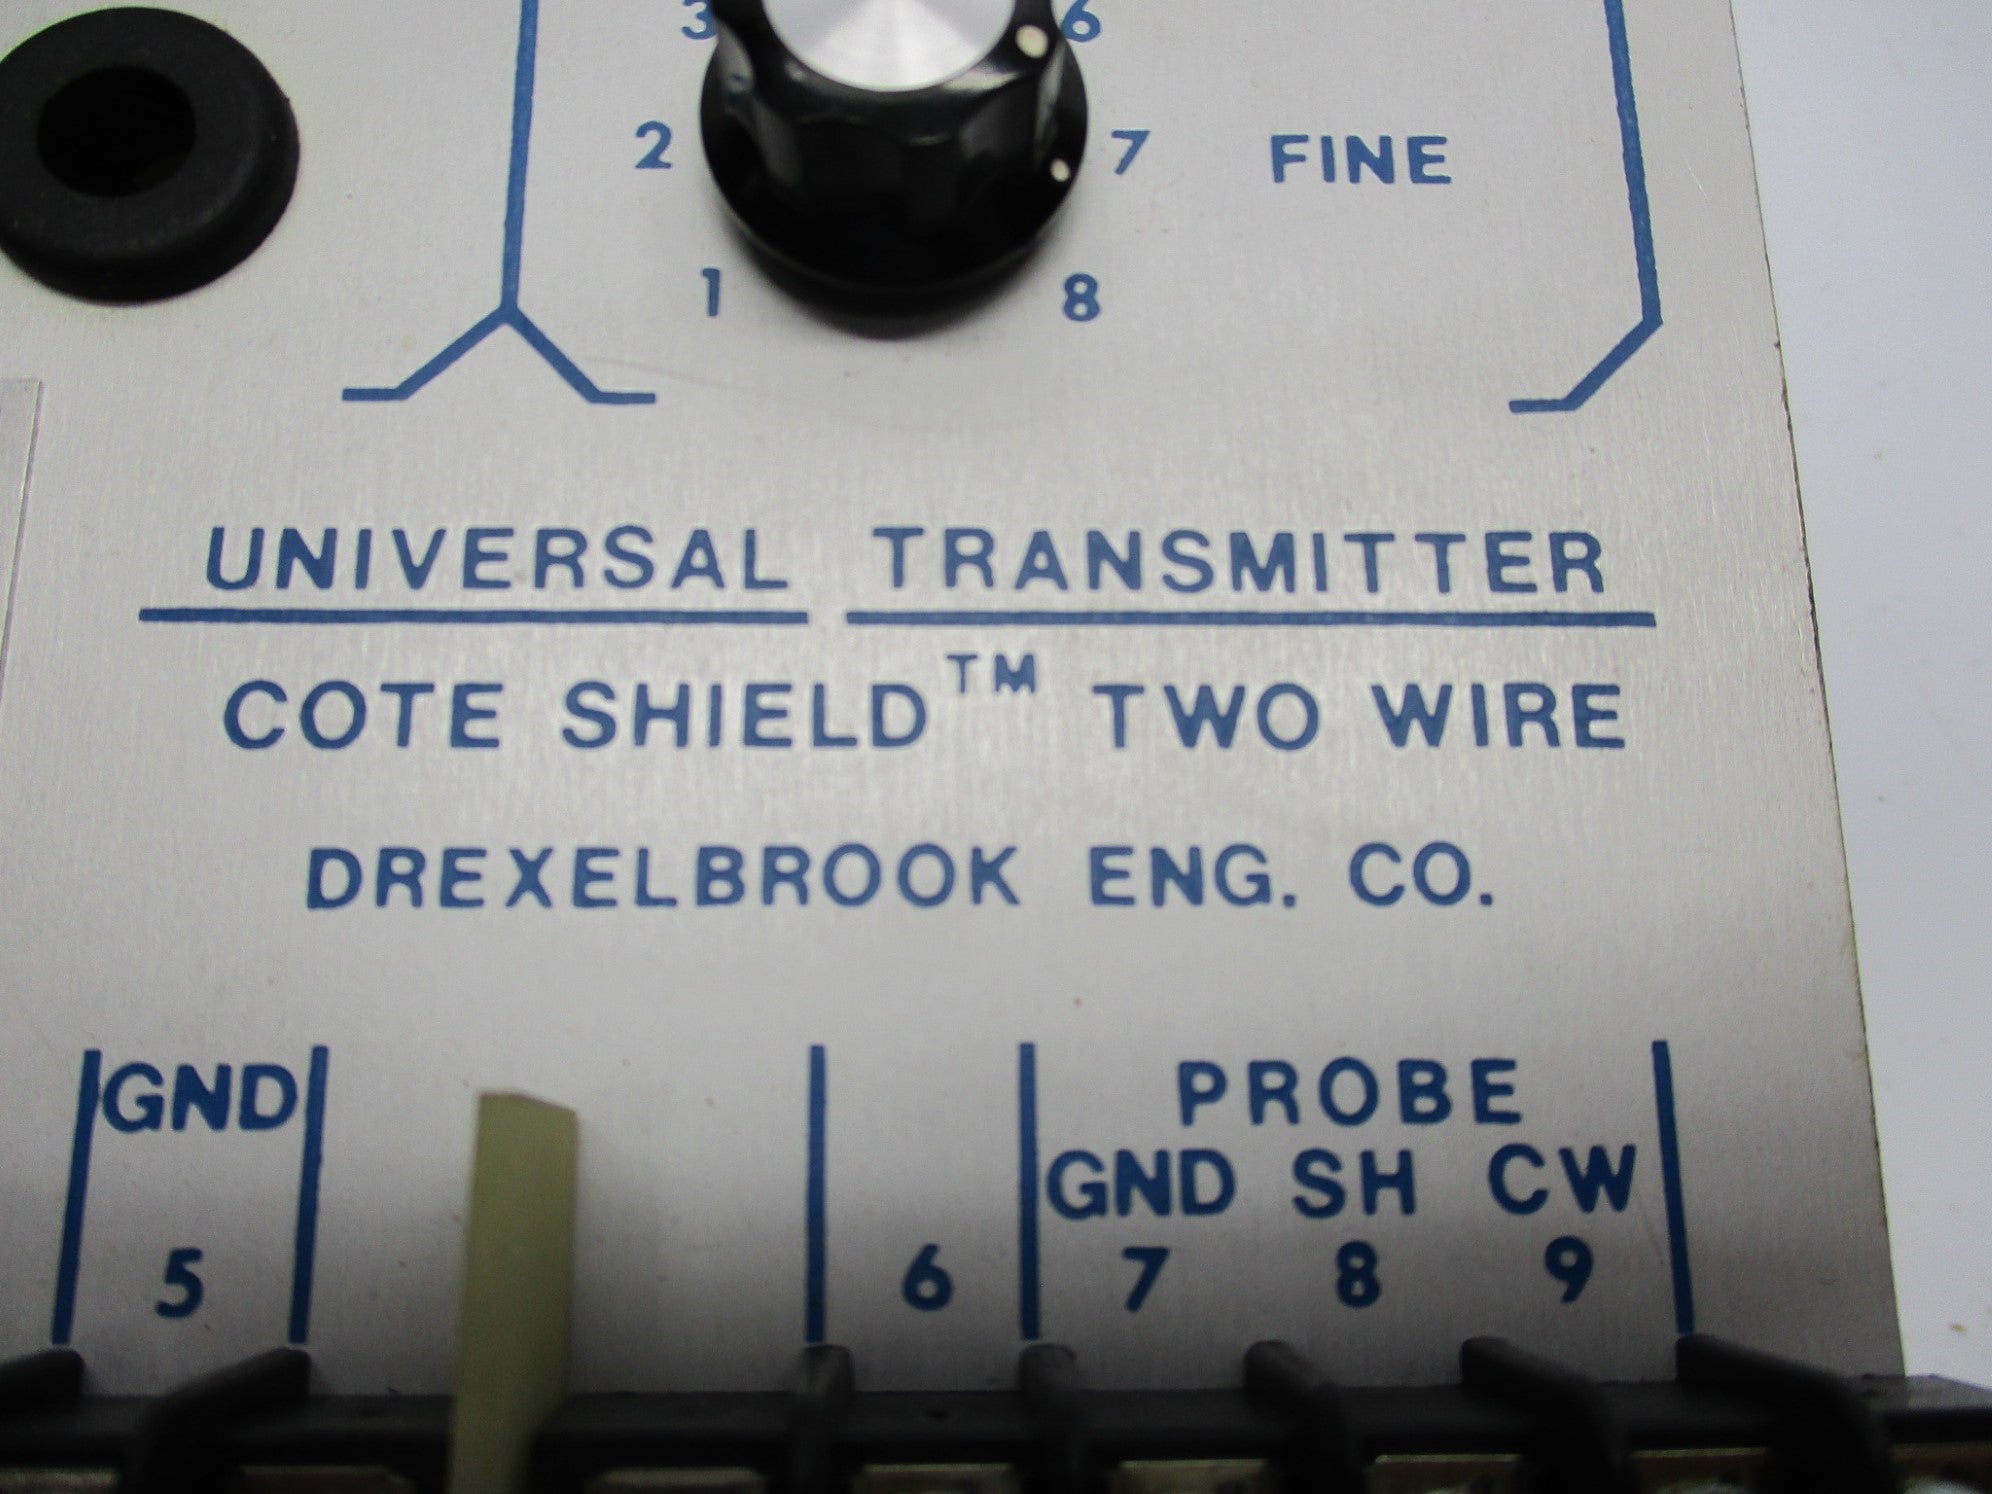 3 6
2 7 FINE
1 8
UNIVERSAL TRANSMITTER
COTE SHIELD™ TWO WIRE
DREXELBROOK ENG. CO.
GND PROBE
GND SH CW
5 6 7 8 9